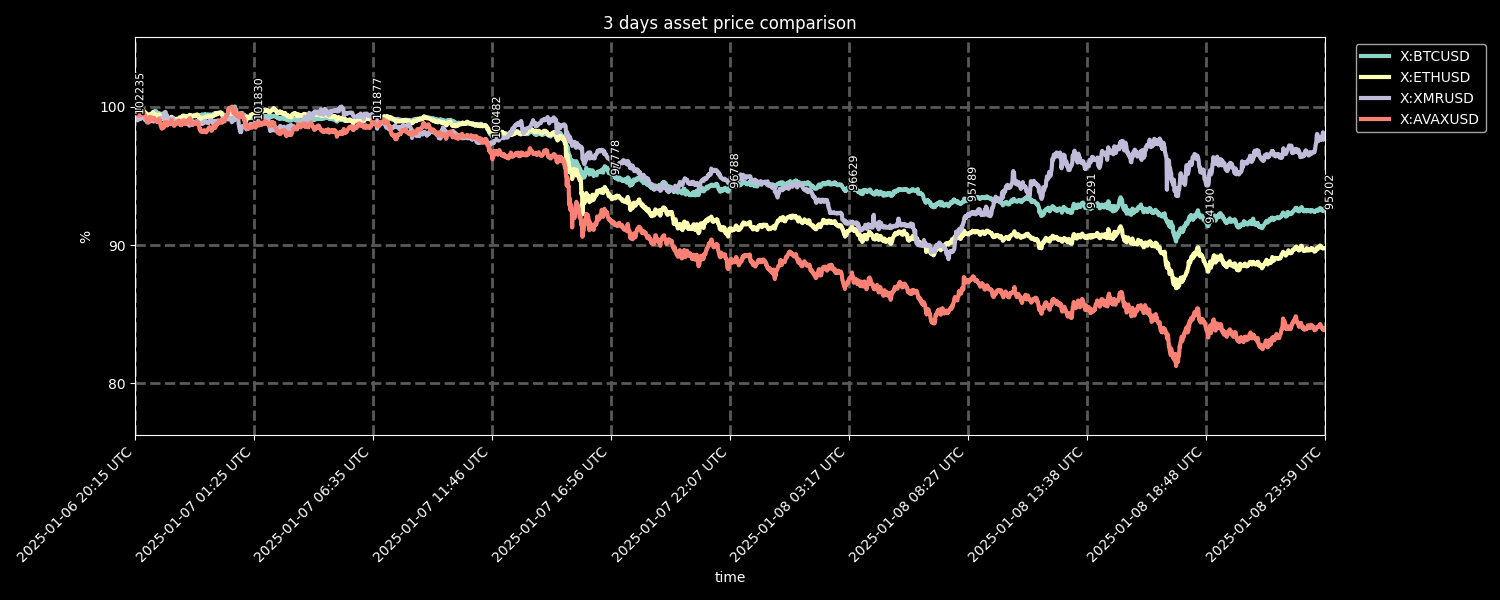 3 days asset price comparison
X:BTCUSD
X:ETHUSD
X:XMRUSD
X:AVAXUSD
100
90
80
%
102235
101830
101877
100482
97778
96788
96629
95789
95291
94190
95202
2025-01-06 20:15 UTC
2025-01-07 01:25 UTC
2025-01-07 06:35 UTC
2025-01-07 11:46 UTC
2025-01-07 16:56 UTC
2025-01-07 22:07 UTC
2025-01-08 03:17 UTC
2025-01-08 08:27 UTC
2025-01-08 13:38 UTC
2025-01-08 18:48 UTC
2025-01-08 23:59 UTC
time